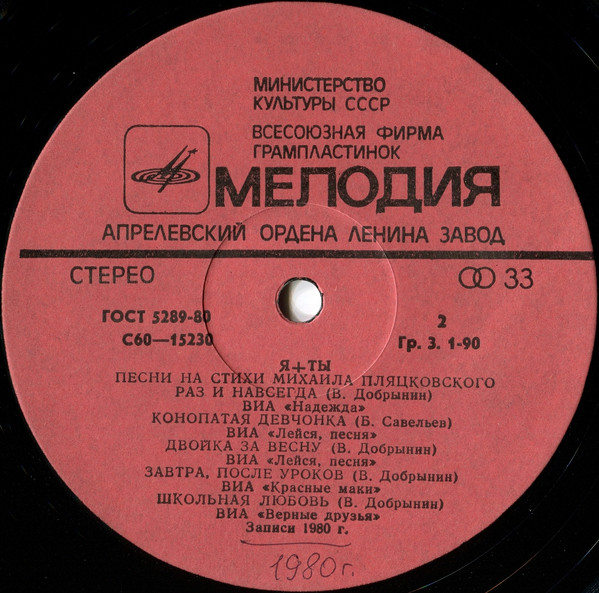 МИНИСТЕРСТВО
КУЛЬТУРЫ СССР
ВСЕСОЮЗНАЯ ФИРМА
ГРАМПЛАСТИНОК
МЕЛОДИЯ
АПРЕЛЕВСКИЙ ОРДЕНА ЛЕНИНА ЗАВОД
СТЕРЕО 33
ГОСТ 5289-80 2
С60—15230 Гр. 3. 1-90
Я+ТЫ
ПЕСНИ НА СТИХИ МИХАИЛА ПЛЯЦКОВСКОГО
РАЗ И НАВСЕГДА (В. Добрынин)
ВИА «Надежда»
КОНОПАТАЯ ДЕВЧОНКА (Б. Савельев)
ВИА «Лейся, песня»
ДВОЙКА ЗА ВЕСНУ (В. Добрынин)
ВИА «Лейся, песня»
ЗАВТРА, ПОСЛЕ УРОКОВ (В. Добрынин)
ВИА «Красные маки»
ШКОЛЬНАЯ ЛЮБОВЬ (В. Добрынин)
ВИА «Верные друзья»
Записи 1980 г.
1980 г.